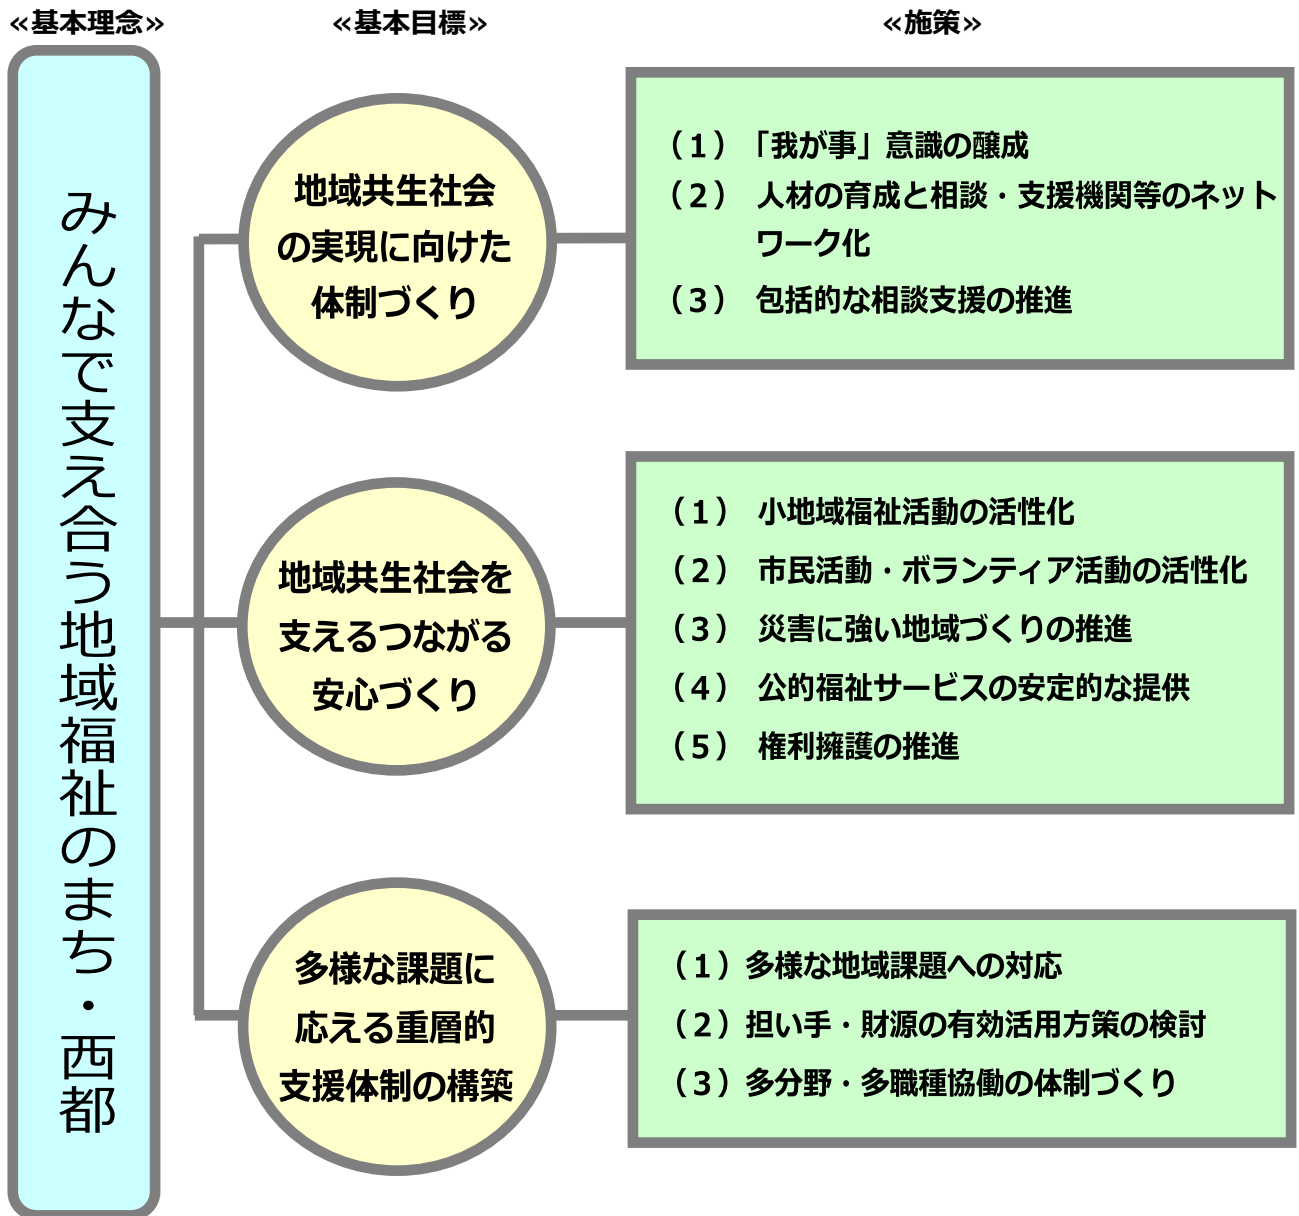 ≪基本理念≫
≪基本目標≫
≪施策≫
みんなで支え合う地域福祉のまち・西都
地域共生社会
の実現に向けた
体制づくり
（１）「我が事」意識の醸成
（２） 人材の育成と相談・支援機関等のネット
ワーク化
（３） 包括的な相談支援の推進
地域共生社会を
支えるつながる
安心づくり
（１） 小地域福祉活動の活性化
（２） 市民活動・ボランティア活動の活性化
（３） 災害に強い地域づくりの推進
（４） 公的福祉サービスの安定的な提供
（５） 権利擁護の推進
多様な課題に
応える重層的
支援体制の構築
（１）多様な地域課題への対応
（２）担い手・財源の有効活用方策の検討
（３）多分野・多職種協働の体制づくり